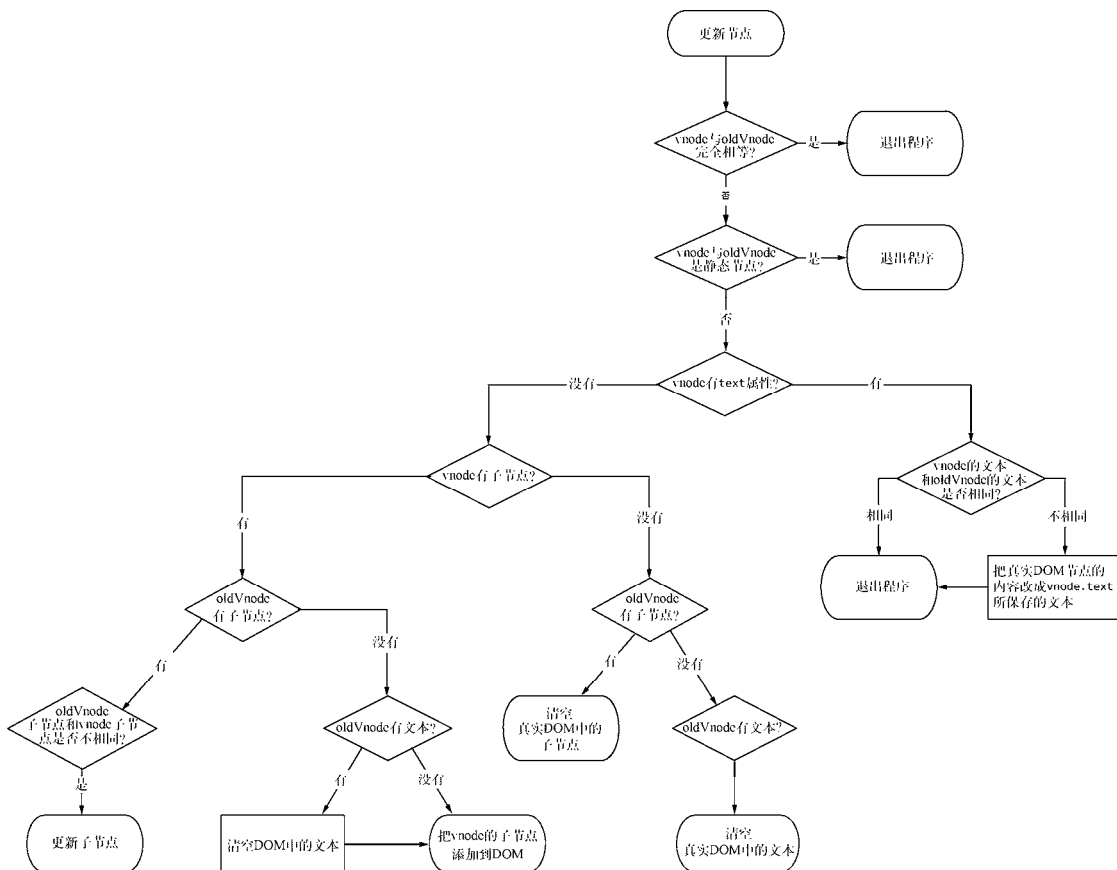 更新节点
vnode与oldVnode
完全相等?
是
退出程序
否
vnode与oldVnode
是静态节点?
是
退出程序
否
vnode有text属性?
没有
有
vnode有子节点?
vnode的文本
和oldVnode的文本
是否相同?
有
没有
相同
不相同
oldVnode
有子节点?
oldVnode
有子节点?
退出程序
把真实DOM节点的
内容改成vnode.text
所保存的文本
有
没有
有
没有
oldVnode
子节点和vnode子节
点是否不相同?
oldVnode有文本?
清空
真实DOM中的
子节点
oldVnode有文本?
是
有
没有
有
更新子节点
清空DOM中的文本
把vnode的子节点
添加到DOM
清空
真实DOM中的文本